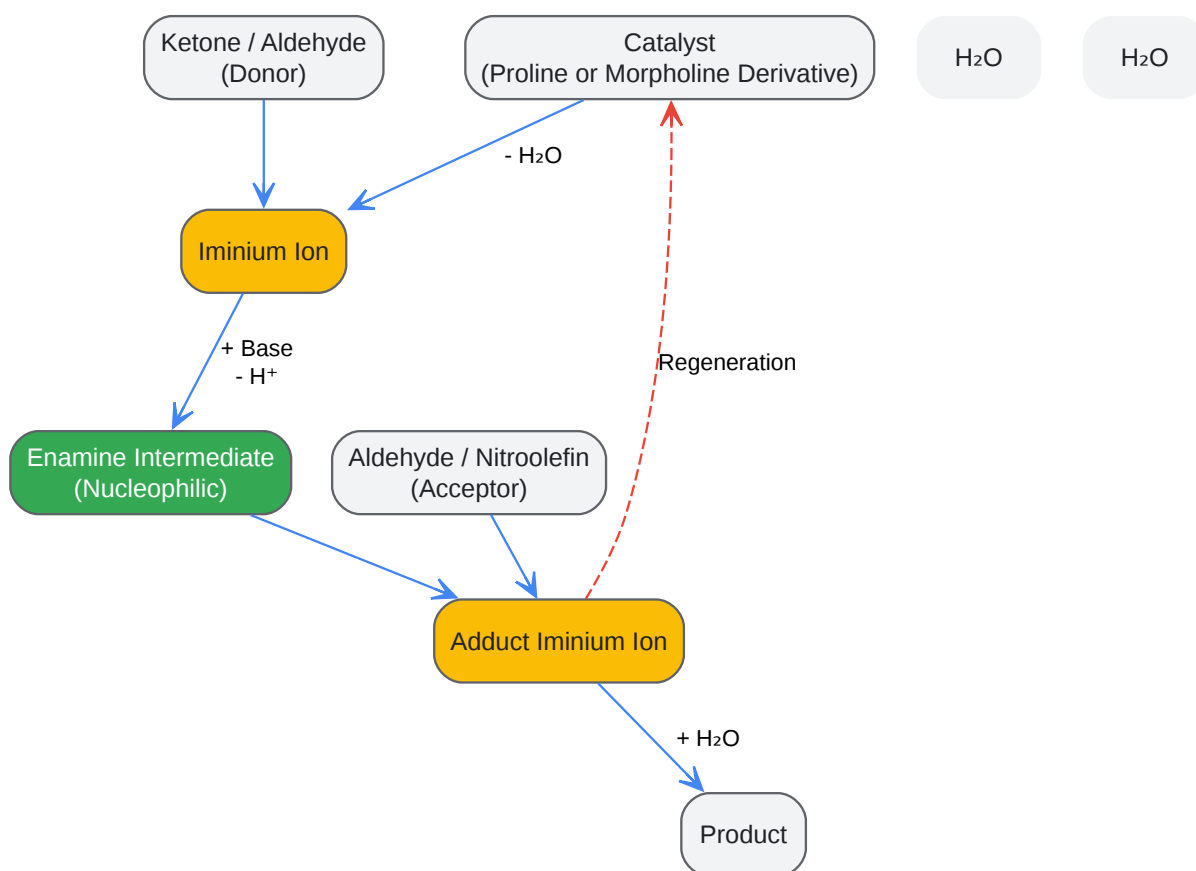 Ketone / Aldehyde
(Donor)
Catalyst
(Proline or Morpholine Derivative)
H₂O
H₂O
- H₂O
Iminium Ion
+ Base
- H⁺
Regeneration
Enamine Intermediate
(Nucleophilic)
Aldehyde / Nitroolefin
(Acceptor)
Adduct Iminium Ion
+ H₂O
Product